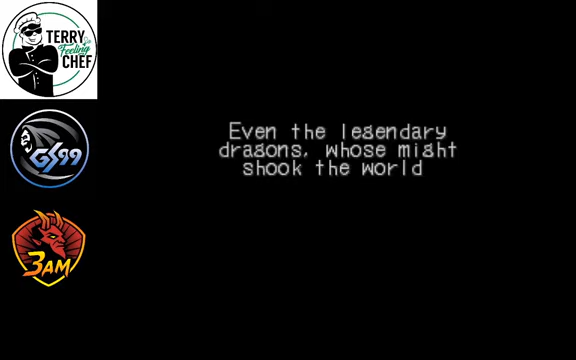 TERRY
Feeling
CHEF
GS99
3AM
Even the legendary
dragons, whose might
shook the world